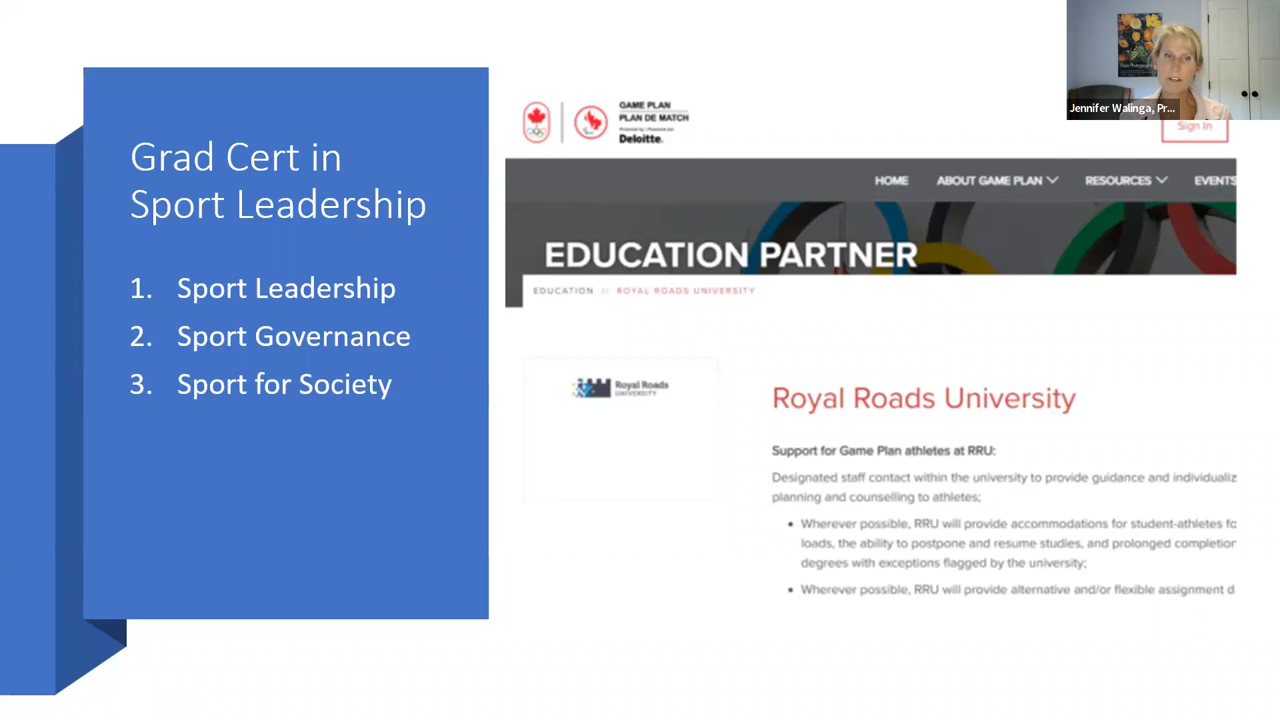 Grad Cert in
Sport Leadership
1. Sport Leadership
2. Sport Governance
3. Sport for Society
GAME PLAN
PLAN DE MATCH
Deloitte.
Sign In
HOME ABOUT GAME PLAN RESOURCES EVENTS
EDUCATION PARTNER
EDUCATION // ROYAL ROADS UNIVERSITY
Royal Roads
UNIVERSITY
Royal Roads University
Support for Game Plan athletes at RRU:
Designated staff contact within the university to provide guidance and individualiz
planning and counselling to athletes;
• Wherever possible, RRU will provide accommodations for student-athletes fo
loads, the ability to postpone and resume studies, and prolonged completion
degrees with exceptions flagged by the university;
• Wherever possible, RRU will provide alternative and/or flexible assignment d
Jennifer Walinga, Pr...